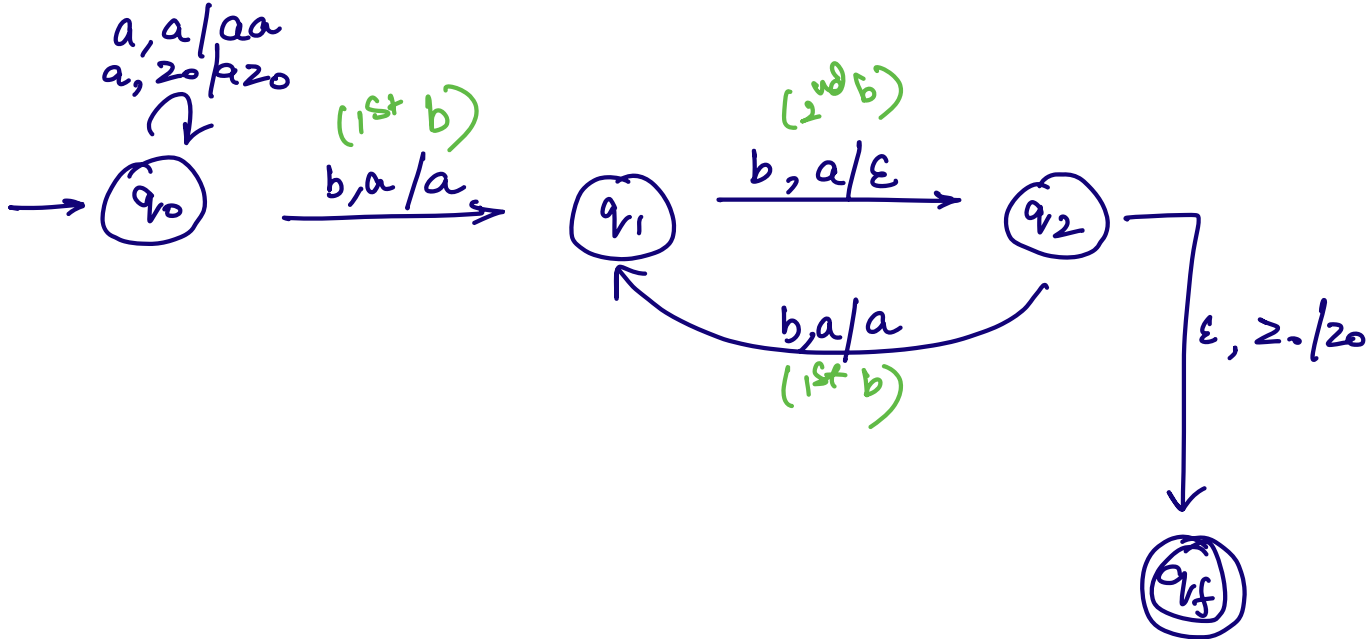 a, a/aa
a, z0/az0
(1st b)
b, a/a
(2nd b)
b, a/ε
q0
q1
q2
b, a/a
(1st b)
ε, z0/z0
qf